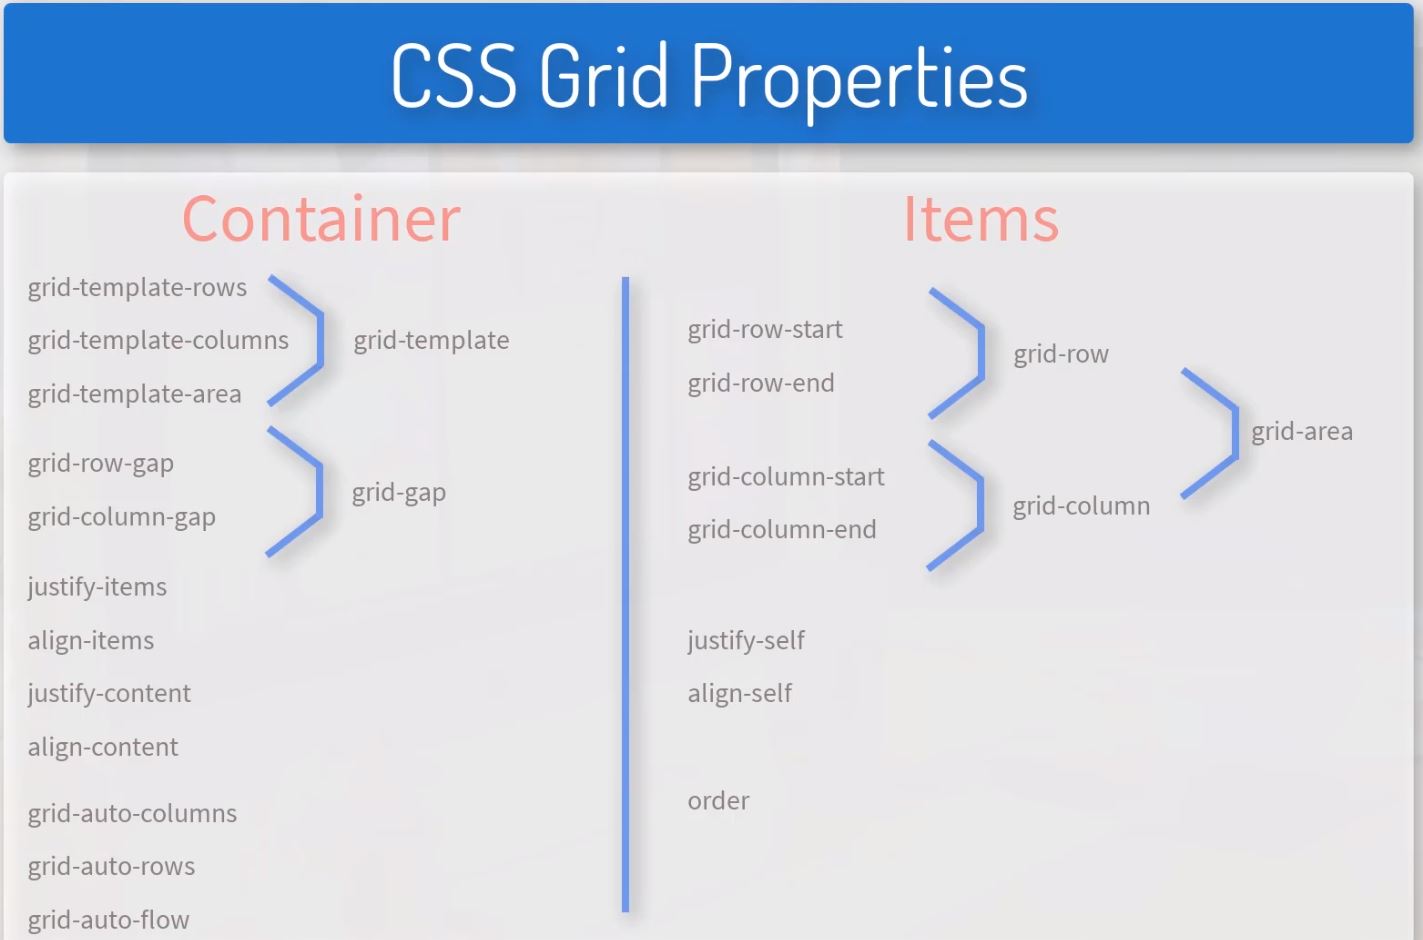 CSS Grid Properties
Container
grid-template-rows
grid-template-columns
grid-template-area
grid-template
grid-row-gap
grid-column-gap
grid-gap
justify-items
align-items
justify-content
align-content
grid-auto-columns
grid-auto-rows
grid-auto-flow
Items
grid-row-start
grid-row-end
grid-row
grid-column-start
grid-column-end
grid-column
grid-area
justify-self
align-self
order